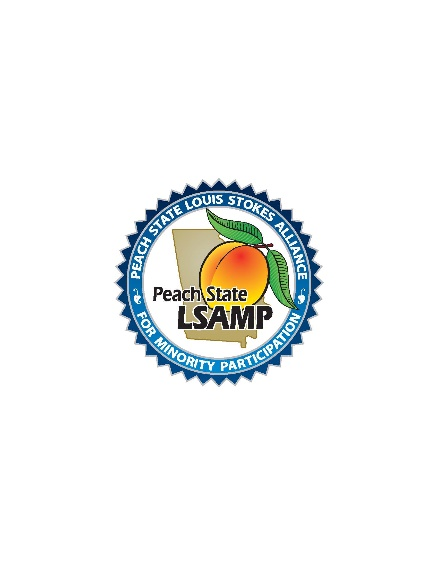 PEACH STATE LOUIS STOKES ALLIANCE
Peach State
LSAMP
FOR MINORITY PARTICIPATION